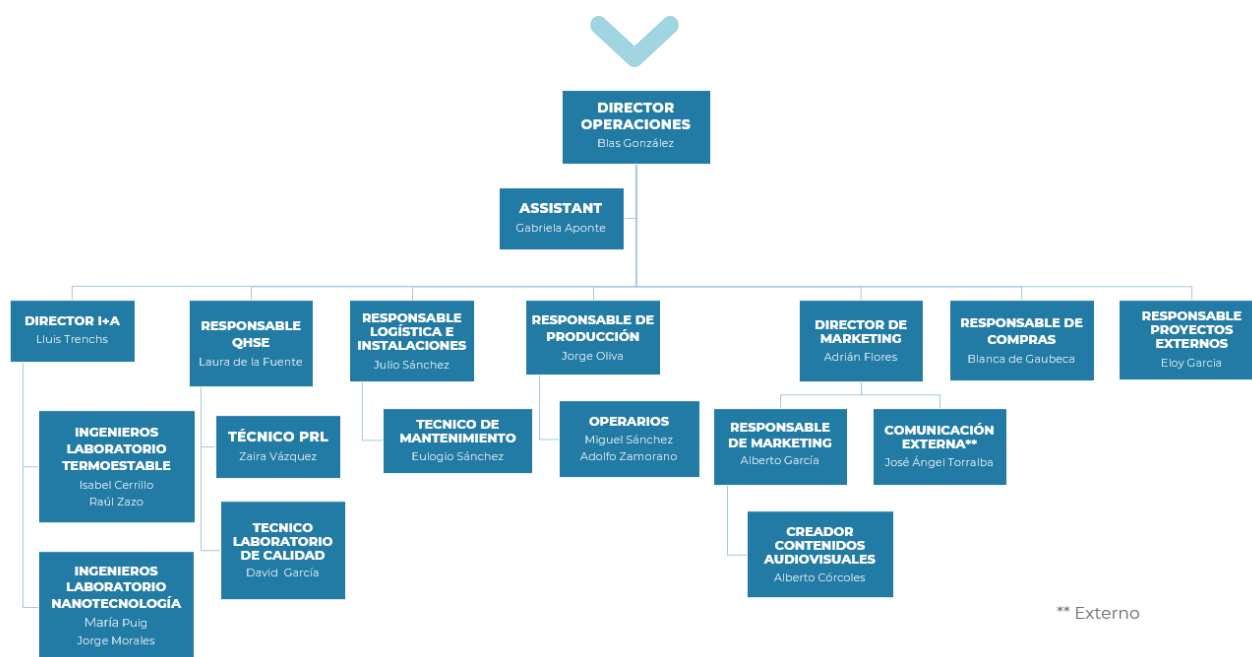 DIRECTOR
OPERACIONES
Blas González
ASSISTANT
Gabriela Aponte
DIRECTOR I+A
Lluis Trenchs
INGENIEROS
LABORATORIO
TERMOESTABLE
Isabel Cerrillo
Raúl Zazo
INGENIEROS
LABORATORIO
NANOTECNOLOGÍA
María Puig
Jorge Morales
RESPONSABLE
QHSE
Laura de la Fuente
TÉCNICO PRL
Zaira Vázquez
TECNICO
LABORATORIO
DE CALIDAD
David García
RESPONSABLE
LOGÍSTICA E
INSTALACIONES
Julio Sánchez
TECNICO DE
MANTENIMIENTO
Eulogio Sánchez
RESPONSABLE DE
PRODUCCIÓN
Jorge Oliva
OPERARIOS
Miguel Sánchez
Adolfo Zamorano
DIRECTOR DE
MARKETING
Adrián Flores
RESPONSABLE
DE MARKETING
Alberto García
CREADOR
CONTENIDOS
AUDIOVISUALES
Alberto Córcoles
COMUNICACIÓN
EXTERNA**
José Ángel Torralba
RESPONSABLE DE
COMPRAS
Blanca de Gaubeca
RESPONSABLE
PROYECTOS
EXTERNOS
Eloy Garcia
** Externo